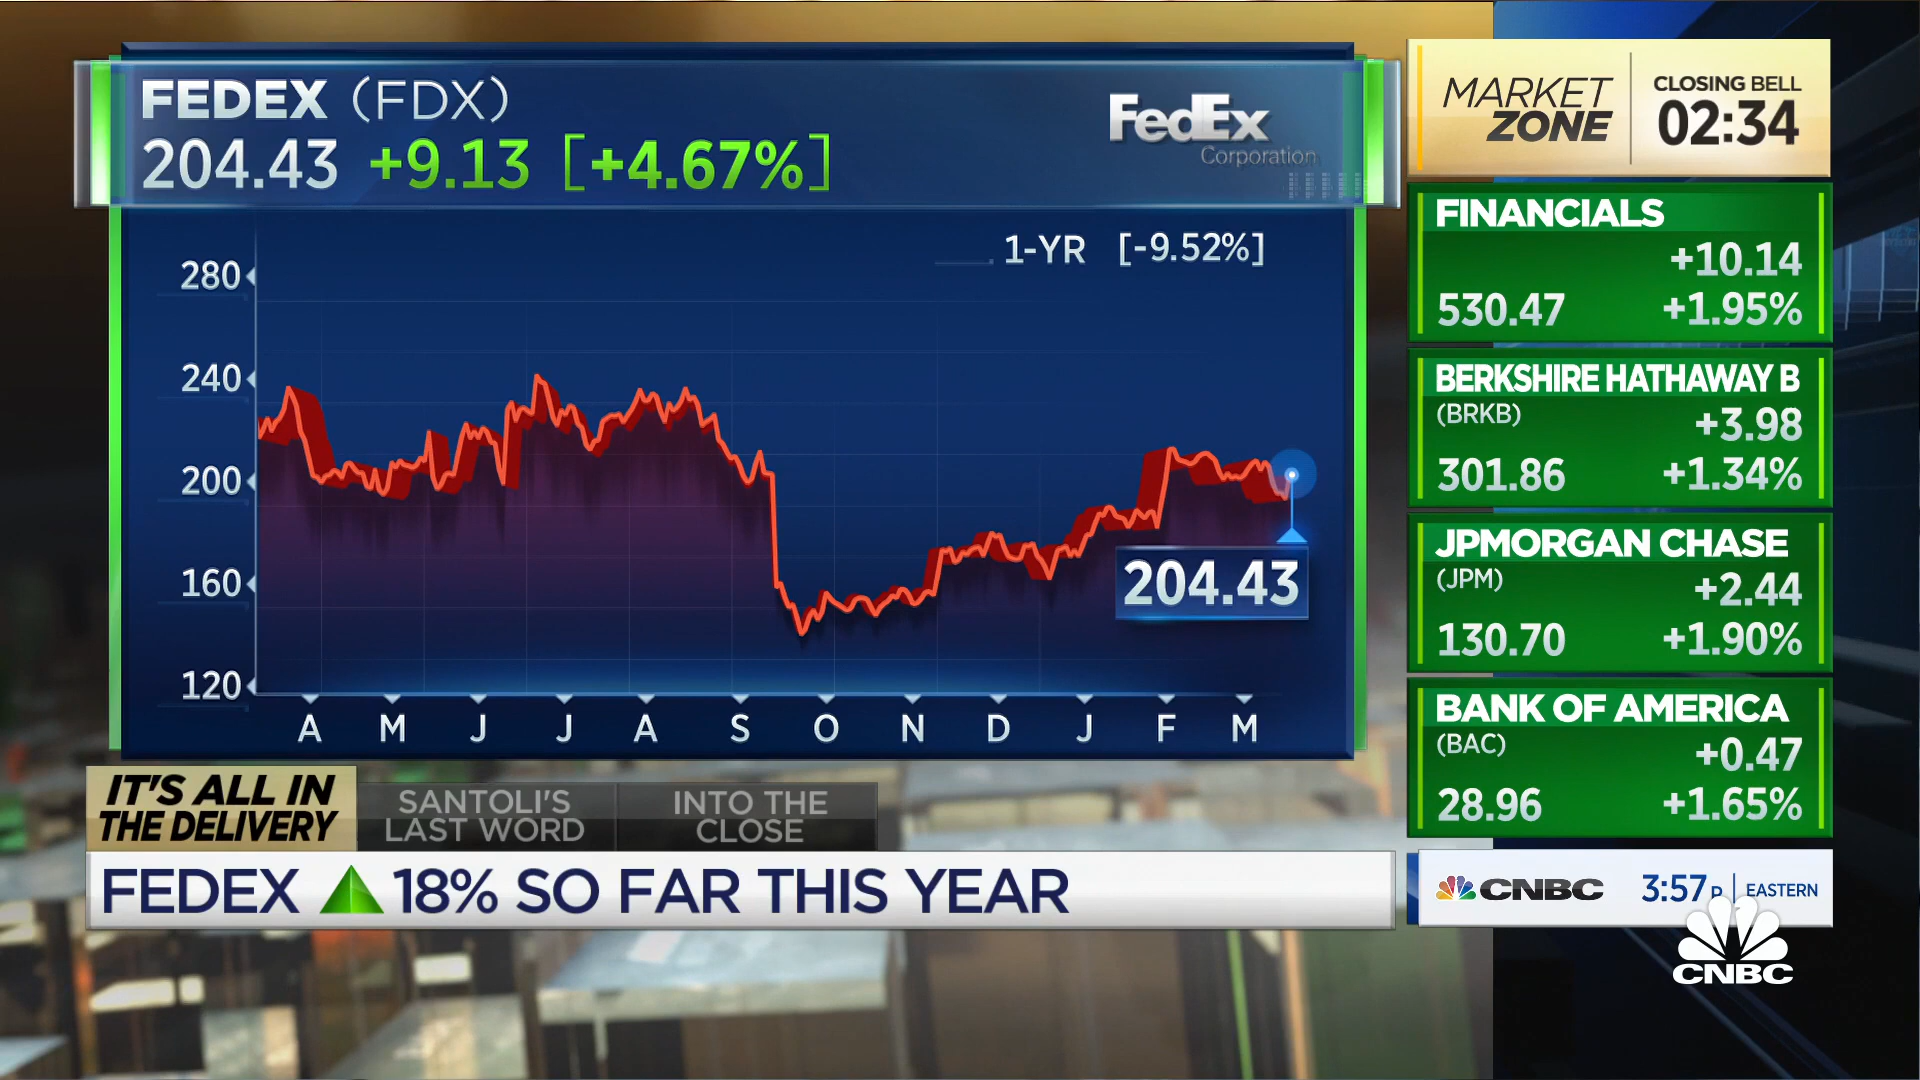 FEDEX (FDX)
204.43 +9.13 [+4.67%]
FedEx
Corporation
1-YR [-9.52%]
280
240
200
160
120
204.43
A M J J A S O N D J F M
IT'S ALL IN
THE DELIVERY
SANTOLI'S
LAST WORD
INTO THE
CLOSE
FEDEX ▲ 18% SO FAR THIS YEAR
MARKET
ZONE
CLOSING BELL
02:34
FINANCIALS
+10.14
530.47 +1.95%
BERKSHIRE HATHAWAY B
(BRKB) +3.98
301.86 +1.34%
JPMORGAN CHASE
(JPM) +2.44
130.70 +1.90%
BANK OF AMERICA
(BAC) +0.47
28.96 +1.65%
CNBC 3:57P EASTERN
CNBC